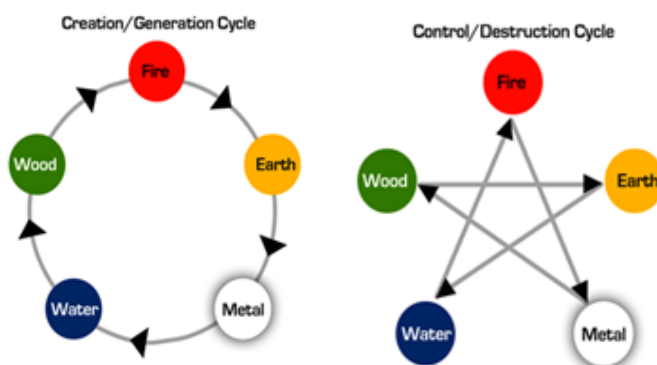 Creation/Generation Cycle
Fire
Wood
Earth
Water
Metal
Control/Destruction Cycle
Fire
Wood
Earth
Water
Metal